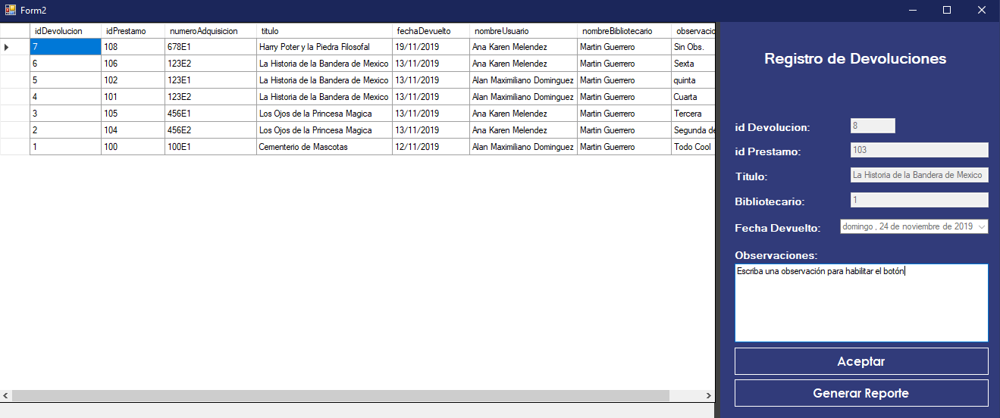 Form2
idDevolucion idPrestamo numeroAdquisicion titulo fechaDevuelto nombreUsuario nombreBibliotecario observacio
7 108 678E1 Harry Poter y la Piedra Filosofal 19/11/2019 Ana Karen Melendez Martin Guerrero Sin Obs.
6 106 123E2 La Historia de la Bandera de Mexico 13/11/2019 Ana Karen Melendez Martin Guerrero Sexta
5 102 123E1 La Historia de la Bandera de Mexico 13/11/2019 Alan Maximiliano Dominguez Martin Guerrero quinta
4 101 123E2 La Historia de la Bandera de Mexico 13/11/2019 Alan Maximiliano Dominguez Martin Guerrero Cuarta
3 105 456E1 Los Ojos de la Princesa Magica 13/11/2019 Ana Karen Melendez Martin Guerrero Tercera
2 104 456E2 Los Ojos de la Princesa Magica 13/11/2019 Ana Karen Melendez Martin Guerrero Segunda de
1 100 100E1 Cementerio de Mascotas 12/11/2019 Alan Maximiliano Dominguez Martin Guerrero Todo Cool
Registro de Devoluciones
id Devolucion: 8
id Prestamo: 103
Titulo: La Historia de la Bandera de Mexico
Bibliotecario: 1
Fecha Devuelto: domingo , 24 de noviembre de 2019
Observaciones:
Escriba una observación para habilitar el botón
Aceptar
Generar Reporte